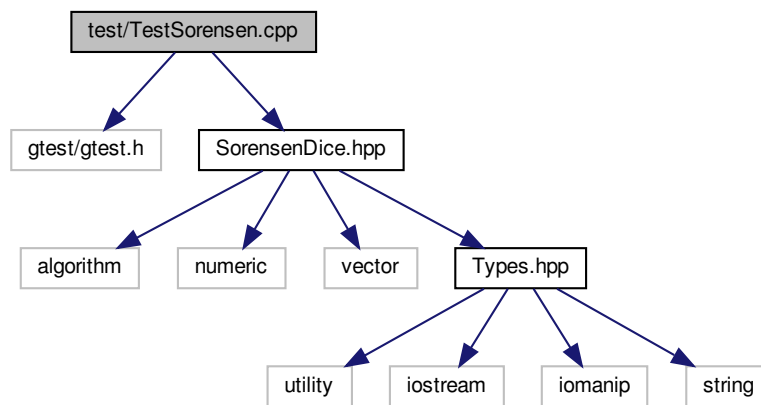 test/TestSorensen.cpp
gtest/gtest.h
SorensenDice.hpp
algorithm
numeric
vector
Types.hpp
utility
iostream
iomanip
string